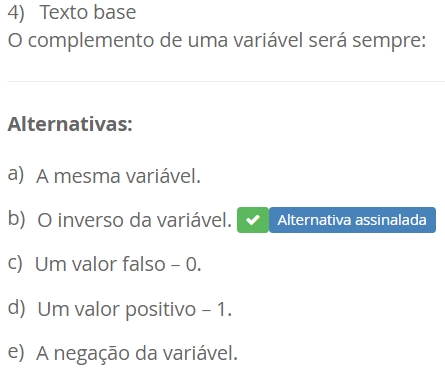 4) Texto base
O complemento de uma variável será sempre:
Alternativas:
a) A mesma variável.
b) O inverso da variável. Alternativa assinalada
c) Um valor falso – 0.
d) Um valor positivo – 1.
e) A negação da variável.